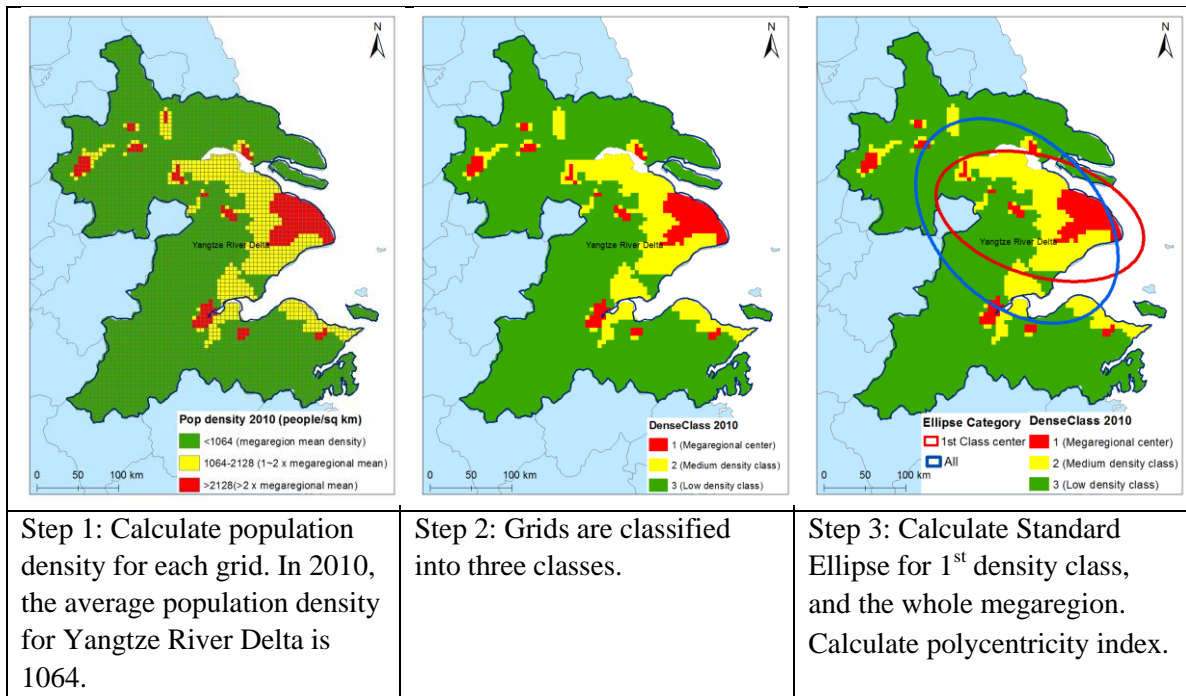 N
Yangtze River Delta
Pop density 2010 (people/sq km)
<1064 (megaregion mean density)
1064-2128 (1~2 x megaregional mean)
>2128(>2 x megaregional mean)
0 50 100 km
N
Yangtze River Delta
DenseClass 2010
1 (Megaregional center)
2 (Medium density class)
3 (Low density class)
0 50 100 km
N
Yangtze River Delta
Ellipse Category
1st Class center
All
DenseClass 2010
1 (Megaregional center)
2 (Medium density class)
3 (Low density class)
0 50 100 km
Step 1: Calculate population
density for each grid. In 2010,
the average population density
for Yangtze River Delta is
1064.
Step 2: Grids are classified
into three classes.
Step 3: Calculate Standard
Ellipse for 1st density class,
and the whole megaregion.
Calculate polycentricity index.